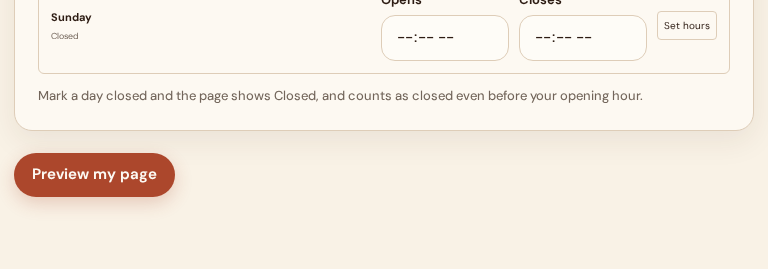 Opens Closes
Sunday
Closed
--:-- --
--:-- --
Set hours
Mark a day closed and the page shows Closed, and counts as closed even before your opening hour.
Preview my page